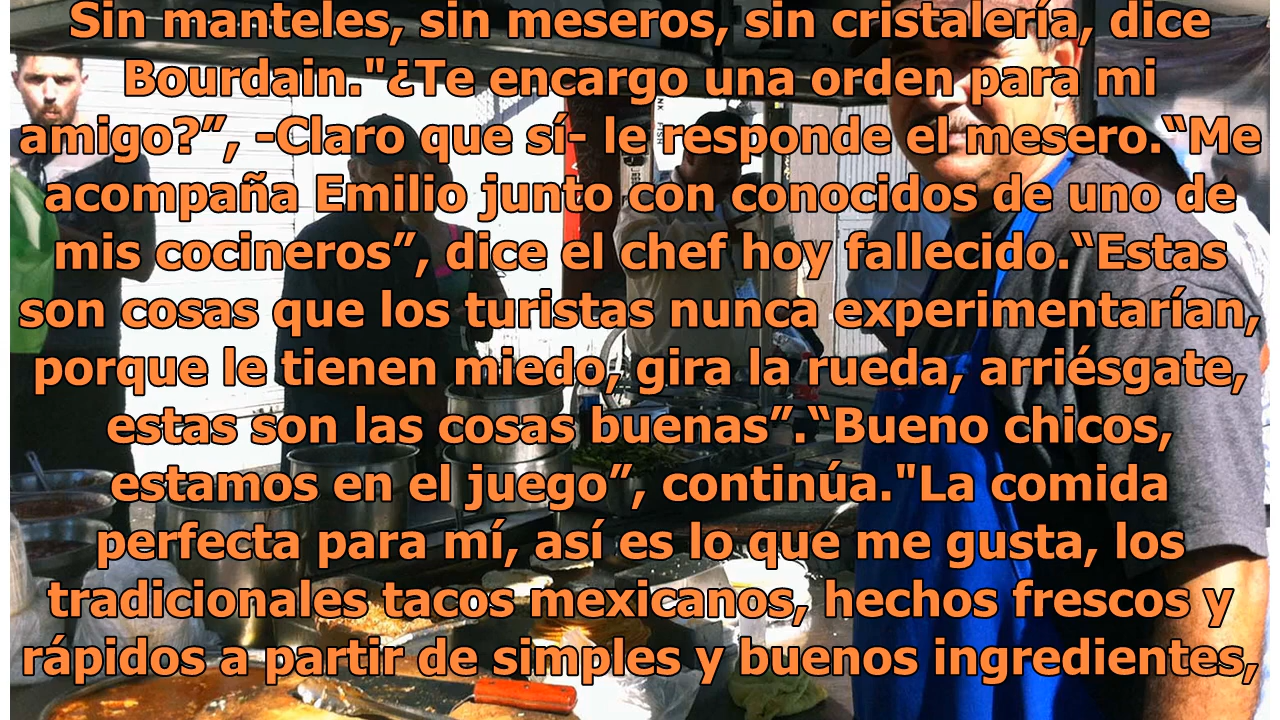 Sin manteles, sin meseros, sin cristalería, dice
Bourdain."¿Te encargo una orden para mi
amigo?”, -Claro que sí- le responde el mesero.“Me
acompaña Emilio junto con conocidos de uno de
mis cocineros”, dice el chef hoy fallecido.“Estas
son cosas que los turistas nunca experimentarían,
porque le tienen miedo, gira la rueda, arriésgate,
estas son las cosas buenas”.“Bueno chicos,
estamos en el juego”, continúa."La comida
perfecta para mí, así es lo que me gusta, los
tradicionales tacos mexicanos, hechos frescos y
rápidos a partir de simples y buenos ingredientes,